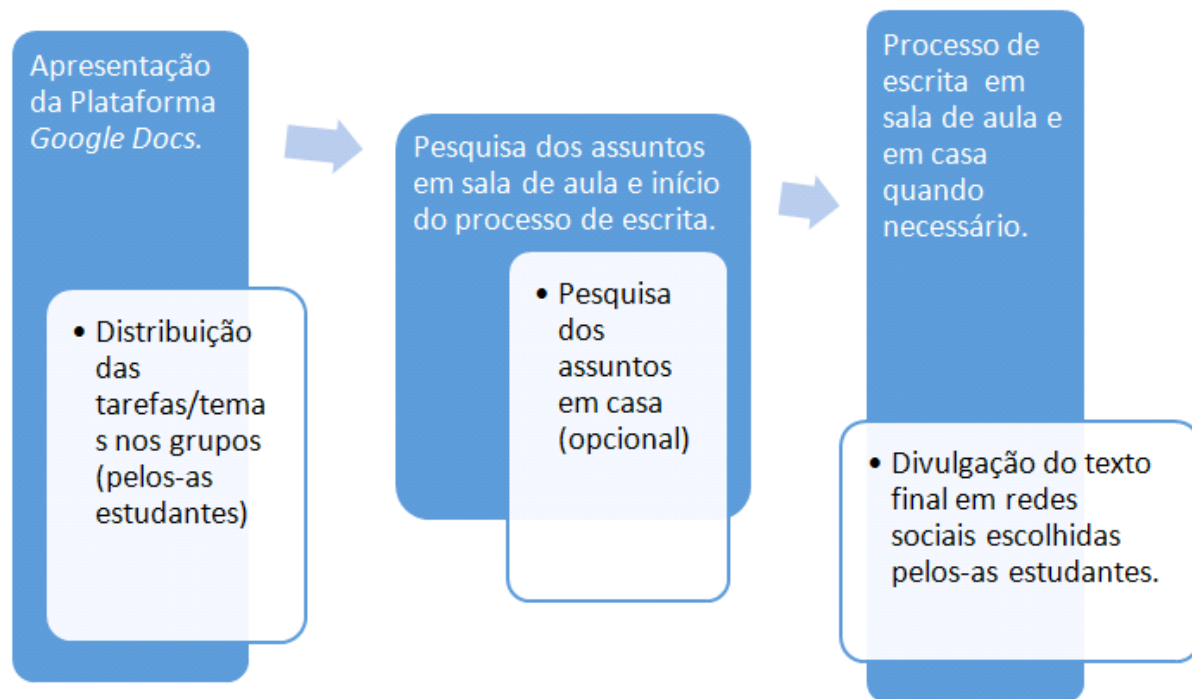 Apresentação
da Plataforma
Google Docs.
• Distribuição
das
tarefas/tema
s nos grupos
(pelos-as
estudantes)
Pesquisa dos assuntos
em sala de aula e início
do processo de escrita.
• Pesquisa
dos
assuntos
em casa
(opcional)
Processo de
escrita em
sala de aula e
em casa
quando
necessário.
• Divulgação do texto
final em redes
sociais escolhidas
pelos-as estudantes.